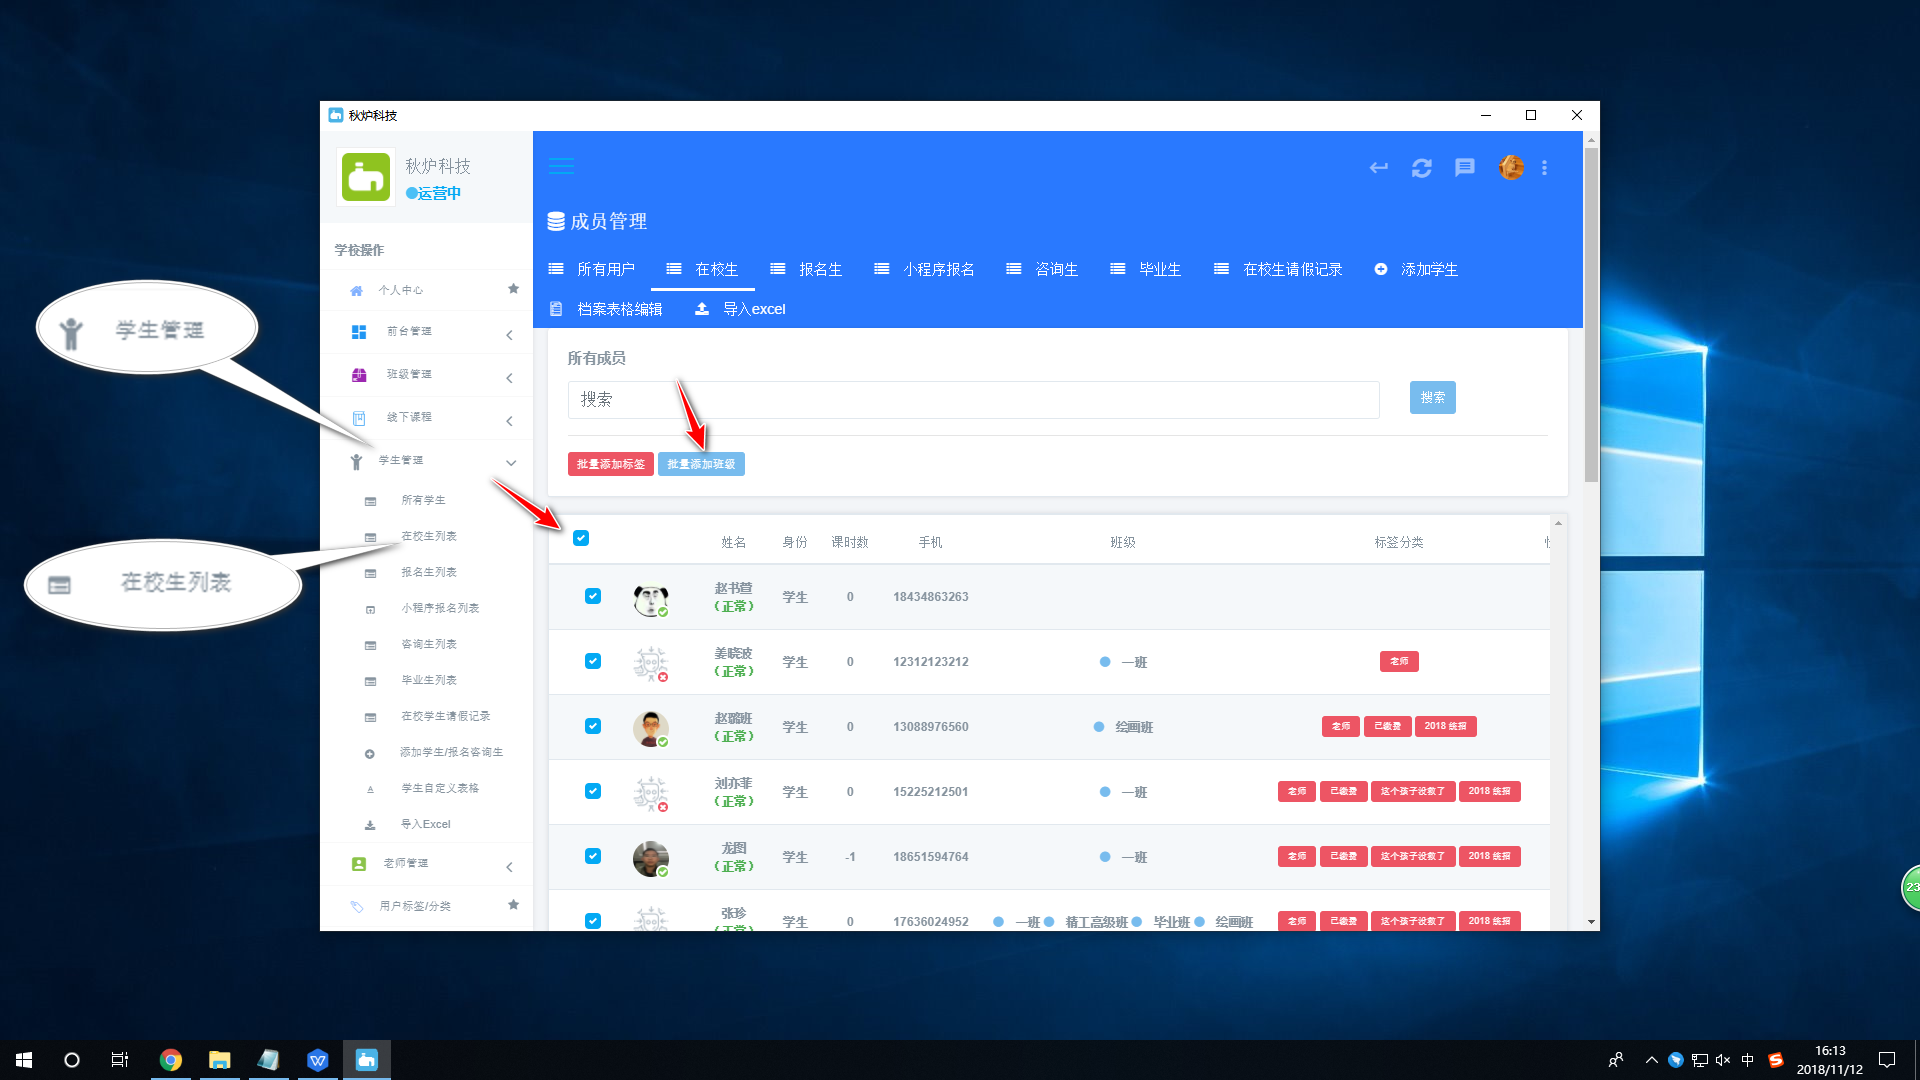 秋炉科技
秋炉科技
运营中
学校操作
个人中心
前台管理
班级管理
线下课程
学生管理
所有学生
在校生列表
报名生列表
小程序报名列表
咨询生列表
毕业生列表
在校学生请假记录
添加学生/报名咨询生
学生自定义表格
导入Excel
老师管理
用户标签/分类
学生管理
在校生列表
成员管理
所有用户 在校生 报名生 小程序报名 咨询生 毕业生 在校生请假记录 添加学生
档案表格编辑 导入excel
所有成员
搜索 搜索
批量添加标签 批量添加班级
姓名 身份 课时数 手机 班级 标签分类
赵书萱
（正常） 学生 0 18434863263
姜晓波
（正常） 学生 0 12312123212 一班 老师
赵璐班
（正常） 学生 0 13088976560 绘画班 老师 已缴费 2018 统招
刘亦菲
（正常） 学生 0 15225212501 一班 老师 已缴费 这个孩子没救了 2018 统招
龙图
（正常） 学生 -1 18651594764 一班 老师 已缴费 这个孩子没救了 2018 统招
张珍
（正常） 学生 0 17636024952 一班 精工高级班 毕业班 绘画班 老师 已缴费 这个孩子没救了 2018 统招
23
中
16:13
2018/11/12